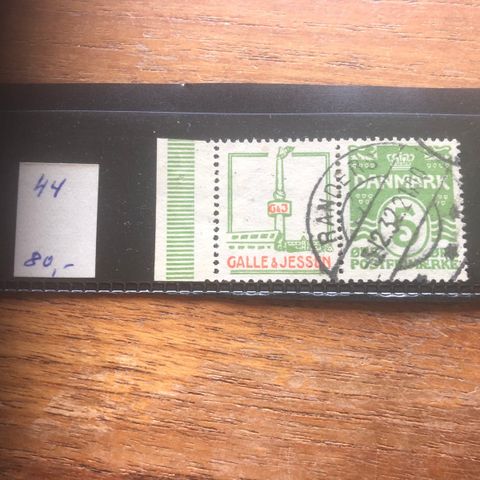 44
80,-
G&J
GALLE & JESSEN
DANMARK
5
POSTFRIMÆRKE